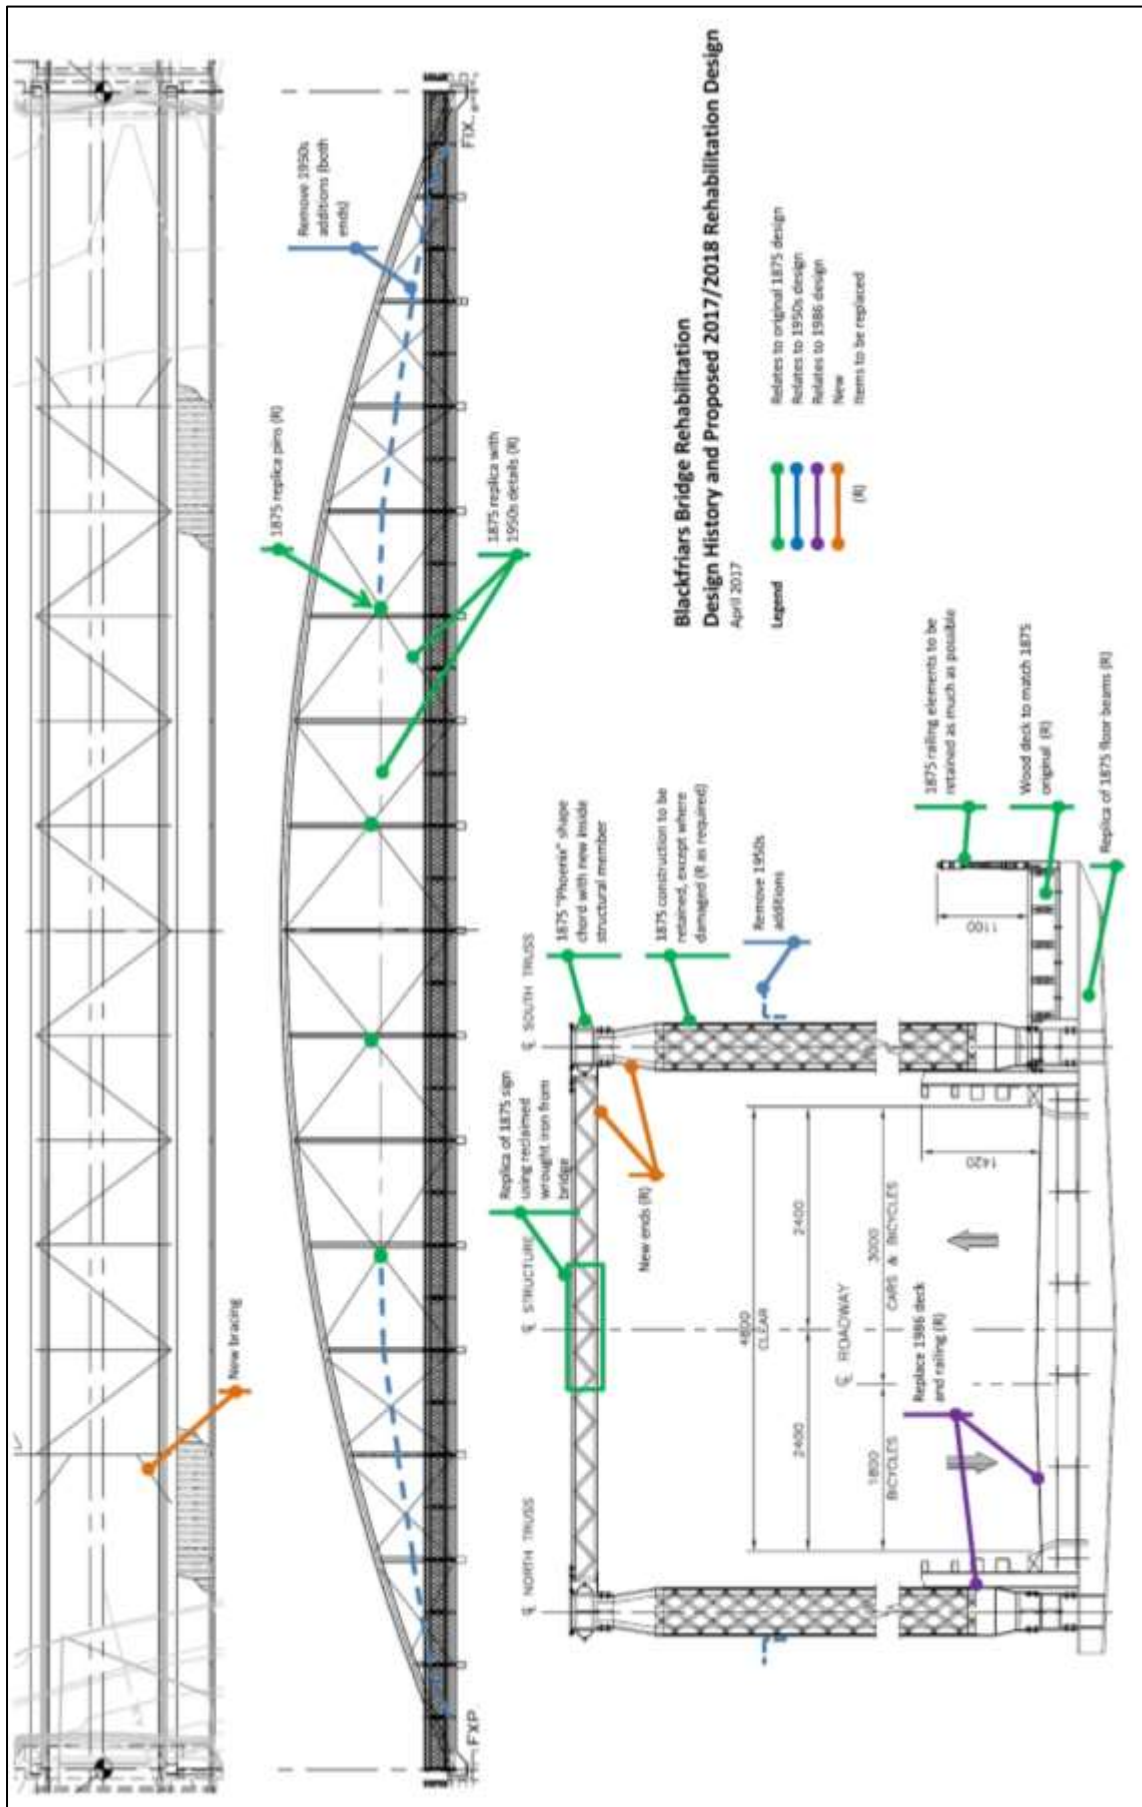 New bracing
Remove 1950s
additions (both
ends)
1875 replica pins (R)
1875 replica with
1950s details (R)
FXP.
FIX.
Blackfriars Bridge Rehabilitation
Design History and Proposed 2017/2018 Rehabilitation Design
April 2017
Legend
Relates to original 1875 design
Relates to 1950s design
Relates to 1986 design
New
(R)
Items to be replaced
Replica of 1875 sign
using reclaimed
wrought iron from
bridge
1875 "Phoenix" shape
chord with new inside
structural member
1875 construction to be
retained, except where
damaged (R as required)
Remove 1950s
additions
1875 railing elements to be
retained as much as possible
Wood deck to match 1875
original (R)
Replica of 1875 floor beams (R)
New ends (R)
Replace 1986 deck
and railing (R)
℄ NORTH TRUSS
℄ STRUCTURE
℄ SOUTH TRUSS
4800
CLEAR
2400
2400
℄ ROADWAY
1800
BICYCLES
3000
CARS & BICYCLES
1420
1100